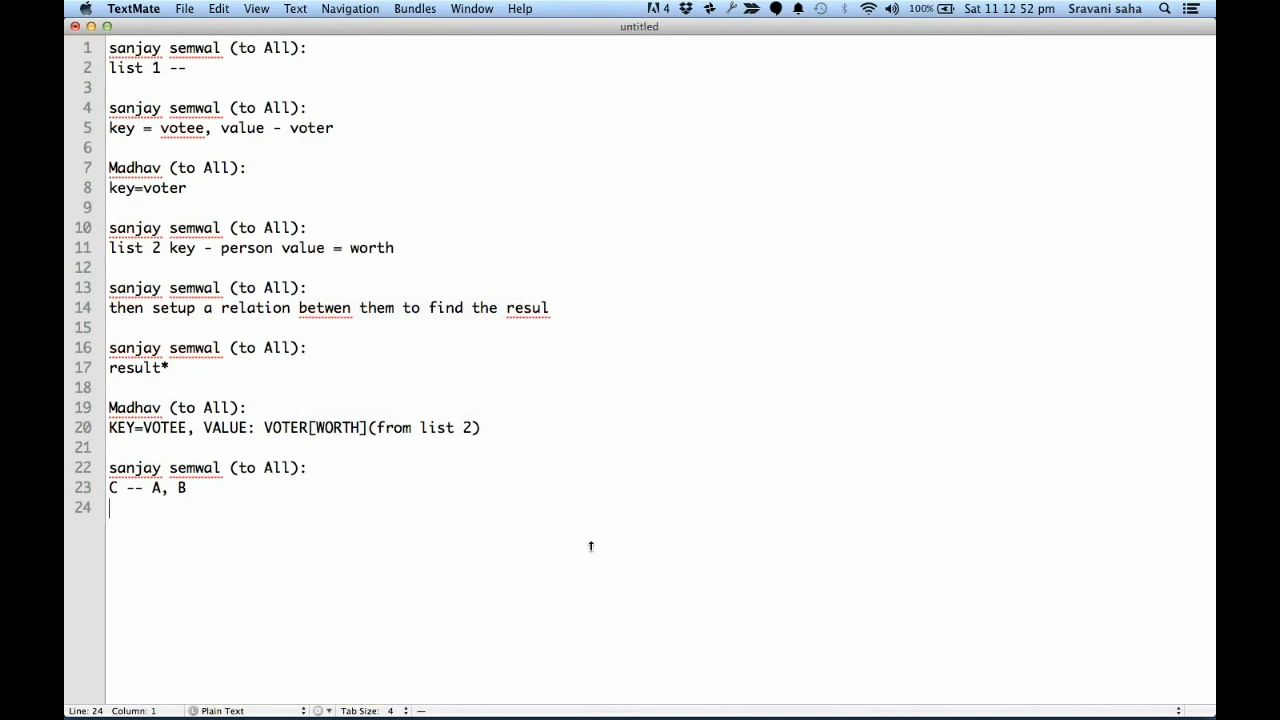 TextMate File Edit View Text Navigation Bundles Window Help 4 100% Sat 11 12 52 pm Sravani saha
untitled
1 sanjay semwal (to All):
2 list 1 --
3
4 sanjay semwal (to All):
5 key = votee, value - voter
6
7 Madhav (to All):
8 key=voter
9
10 sanjay semwal (to All):
11 list 2 key - person value = worth
12
13 sanjay semwal (to All):
14 then setup a relation betwen them to find the resul
15
16 sanjay semwal (to All):
17 result*
18
19 Madhav (to All):
20 KEY=VOTEE, VALUE: VOTER[WORTH](from list 2)
21
22 sanjay semwal (to All):
23 C -- A, B
24
Line: 24 Column: 1 Plain Text Tab Size: 4 —